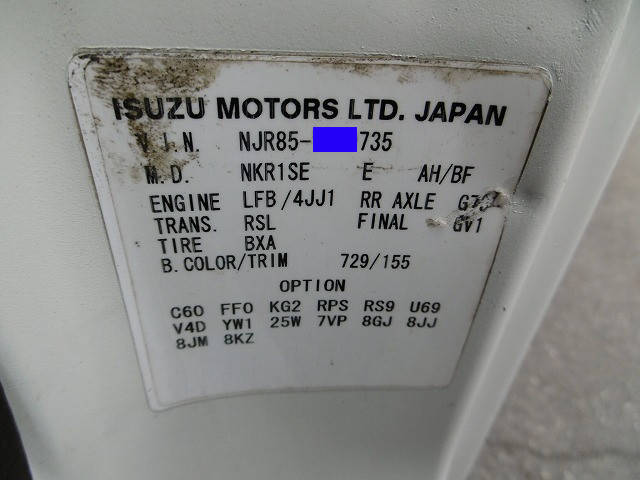 ISUZU MOTORS LTD. JAPAN
V.I.N. NJR85- 735
M.D. NKR1SE E AH/BF
ENGINE LFB/4JJ1 RR AXLE
TRANS. RSL FINAL GV1
TIRE BXA
B.COLOR/TRIM 729/155
OPTION
C60 FF0 KG2 RPS RS9 U69
V4D YW1 25W 7VP 8GJ 8JJ
8JM 8KZ